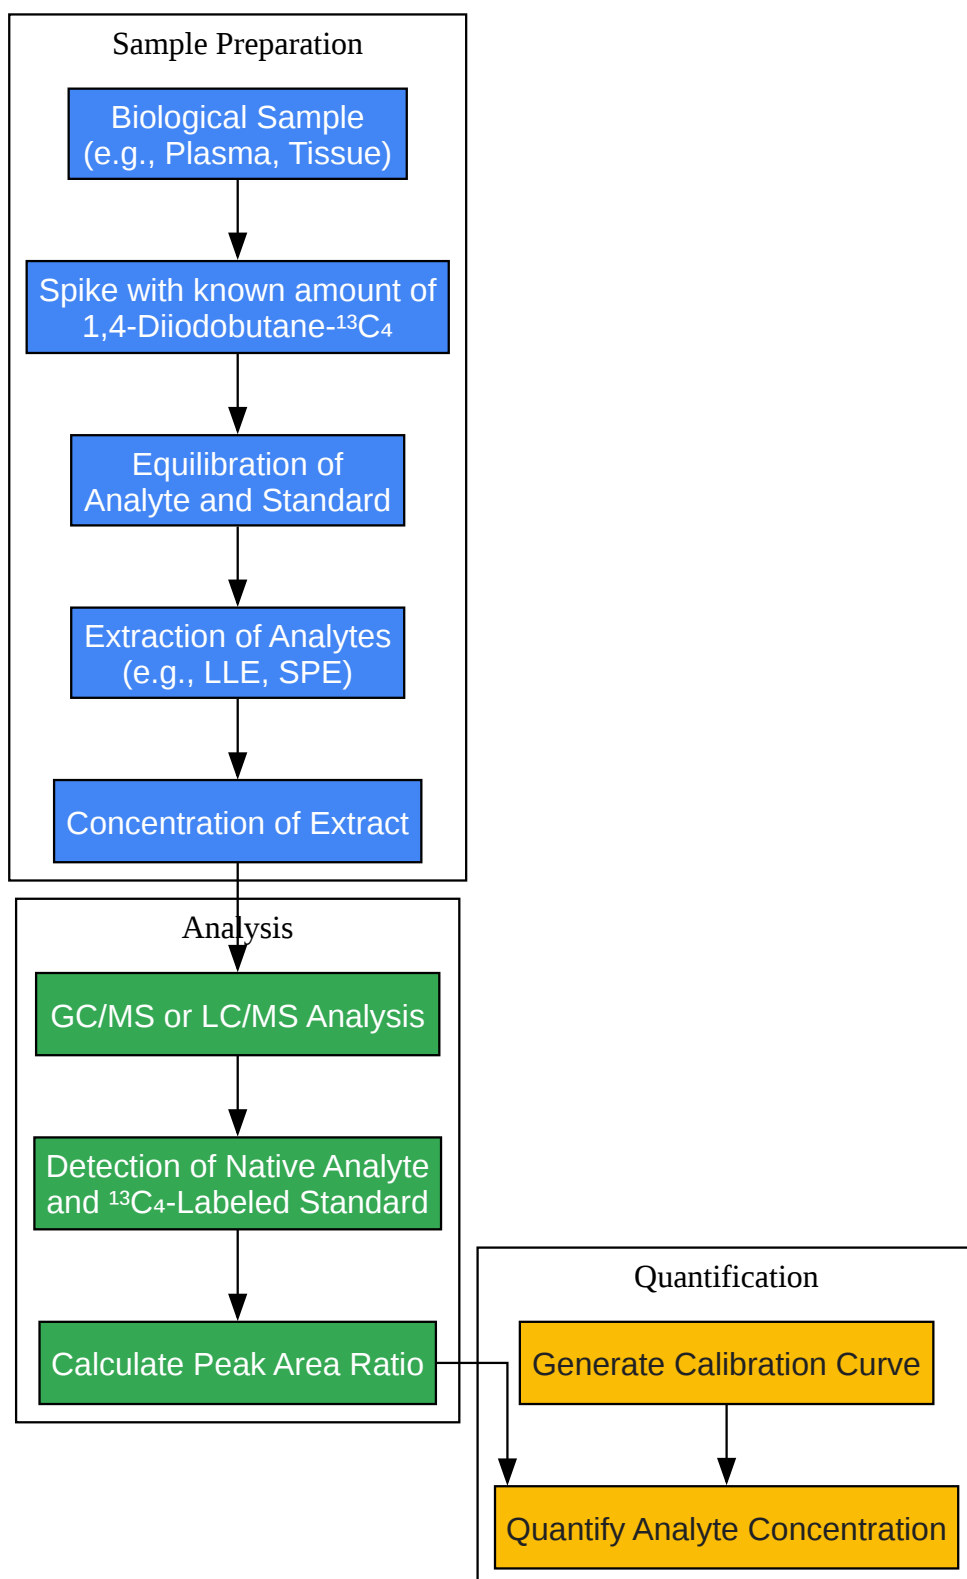 Sample Preparation
Biological Sample
(e.g., Plasma, Tissue)
Spike with known amount of
1,4-Diiodobutane-¹³C₄
Equilibration of
Analyte and Standard
Extraction of Analytes
(e.g., LLE, SPE)
Concentration of Extract
Analysis
GC/MS or LC/MS Analysis
Detection of Native Analyte
and ¹³C₄-Labeled Standard
Calculate Peak Area Ratio
Quantification
Generate Calibration Curve
Quantify Analyte Concentration